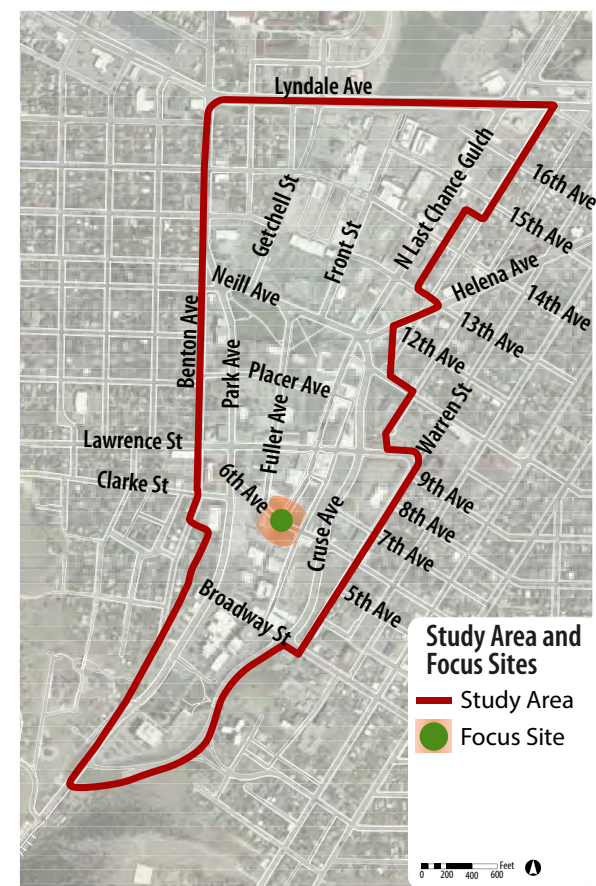 Lyndale Ave
N Last Chance Gulch
16th Ave
Getchell St
15th Ave
Front St
Helena Ave
14th Ave
Neill Ave
13th Ave
12th Ave
Benton Ave
Park Ave
Placer Ave
Fuller Ave
Warren St
Lawrence St
Clarke St
6th Ave
9th Ave
8th Ave
Cruse Ave
7th Ave
Broadway St
5th Ave
Study Area and
Focus Sites
Study Area
Focus Site
Feet
0 200 400 600